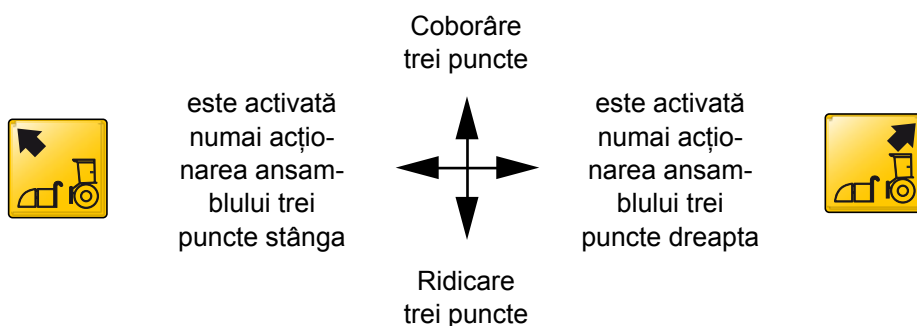 Coborâre
trei puncte
este activată
numai acțio-
narea ansam-
blului trei
puncte stânga
este activată
numai acțio-
narea ansam-
blului trei
puncte dreapta
Ridicare
trei puncte